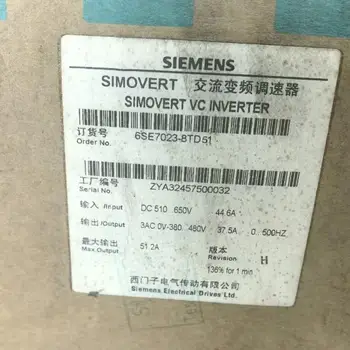 SIEMENS
SIMOVERT 交流变频调速器
SIMOVERT VC INVERTER
订货号
Order No.
6SE7023-8TD51
工厂编号
Serial No.
ZYA32457500032
输入 /Input DC 510 650V 44.6A
输出 /Output 3AC 0V-380 480V 37.5A 0 500HZ
最大输出
Max.Output
51.2A
版本
Revision H
136% for 1 min
西门子电气传动有限公司
Siemens Electrical Drives Ltd.